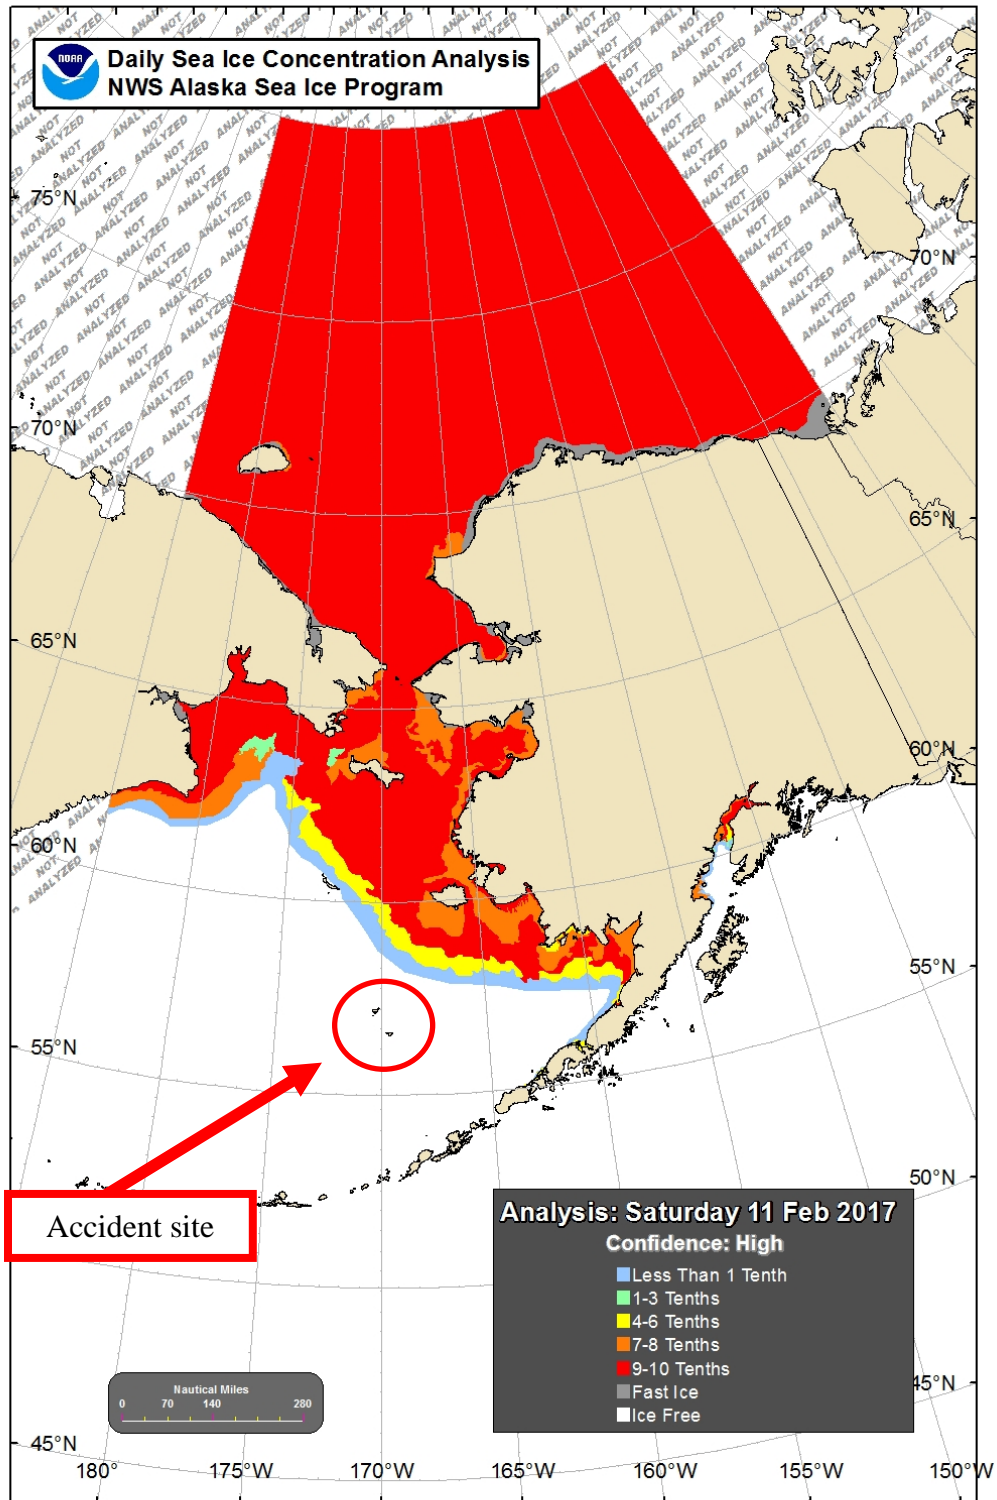 NOAA
Daily Sea Ice Concentration Analysis
NWS Alaska Sea Ice Program
NOT ANALYZED
75°N
70°N
70°N
65°N
65°N
60°N
60°N
55°N
55°N
50°N
45°N
45°N
Accident site
Analysis: Saturday 11 Feb 2017
Confidence: High
Less Than 1 Tenth
1-3 Tenths
4-6 Tenths
7-8 Tenths
9-10 Tenths
Fast Ice
Ice Free
Nautical Miles
0 70 140 280
180° 175°W 170°W 165°W 160°W 155°W 150°W